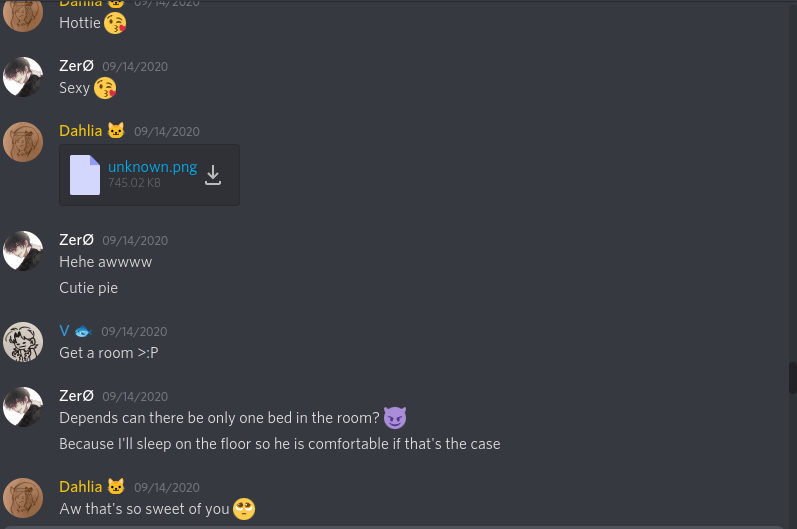 Dahlia 🐱 09/14/2020
Hottie 😘
ZerØ 09/14/2020
Sexy 😘
Dahlia 🐱 09/14/2020
unknown.png
745.02 KB
ZerØ 09/14/2020
Hehe awwww
Cutie pie
V 🐟 09/14/2020
Get a room >:P
ZerØ 09/14/2020
Depends can there be only one bed in the room? 😈
Because I'll sleep on the floor so he is comfortable if that's the case
Dahlia 🐱 09/14/2020
Aw that's so sweet of you 🥺